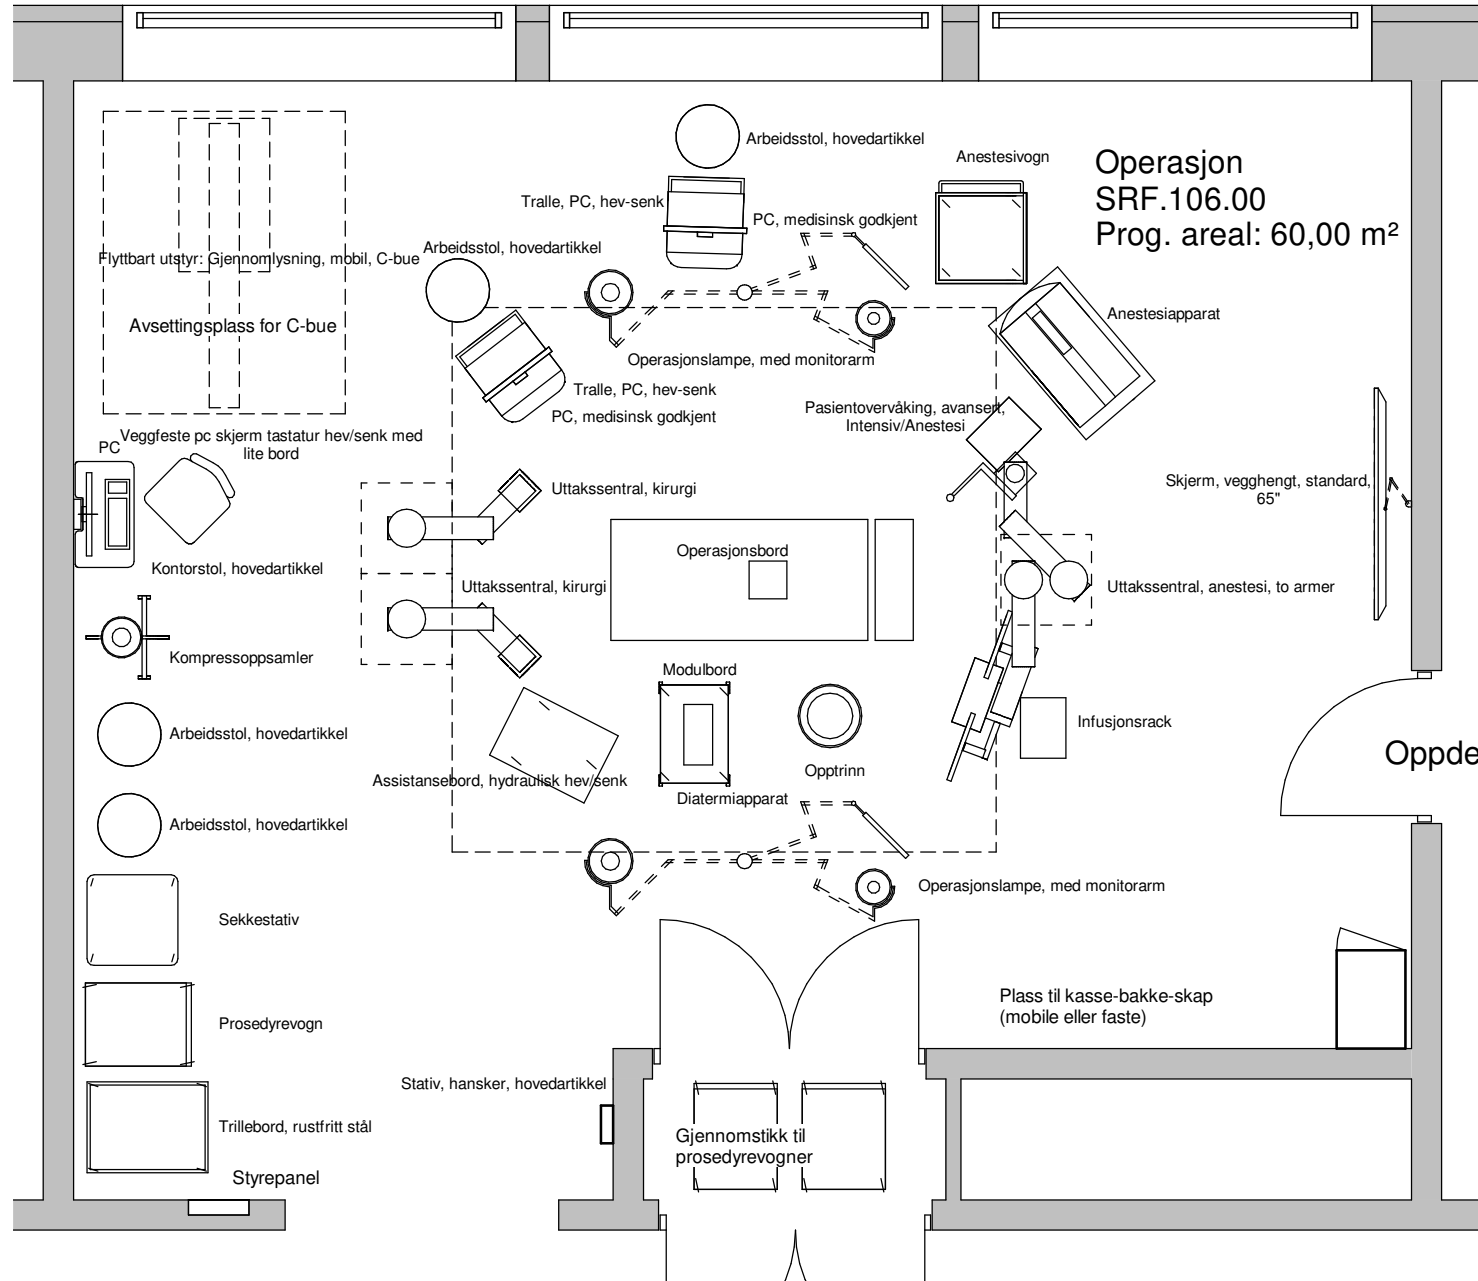 Arbeidsstol, hovedartikkel
Anestesivogn
Operasjon
SRF.106.00
Prog. areal: 60,00 m²
Tralle, PC, hev-senk
PC, medisinsk godkjent
Arbeidsstol, hovedartikkel
Flyttbart utstyr: Gjennomlysning, mobil, C-bue
Avsettingsplass for C-bue
Anestesiapparat
Operasjonslampe, med monitorarm
Tralle, PC, hev-senk
PC, medisinsk godkjent
Pasientovervåking, avansert,
Intensiv/Anestesi
Veggfeste pc skjerm tastatur hev/senk med
lite bord
PC
Skjerm, vegghengt, standard,
65"
Uttakssentral, kirurgi
Operasjonsbord
Kontorstol, hovedartikkel
Uttakssentral, kirurgi
Uttakssentral, anestesi, to armer
Kompressoppsamler
Modulbord
Infusjonsrack
Arbeidsstol, hovedartikkel
Oppde
Opptrinn
Assistansebord, hydraulisk hev/senk
Diatermiapparat
Arbeidsstol, hovedartikkel
Operasjonslampe, med monitorarm
Sekkestativ
Plass til kasse-bakke-skap
(mobile eller faste)
Prosedyrevogn
Stativ, hansker, hovedartikkel
Trillebord, rustfritt stål
Gjennomstikk til
prosedyrevogner
Styrepanel